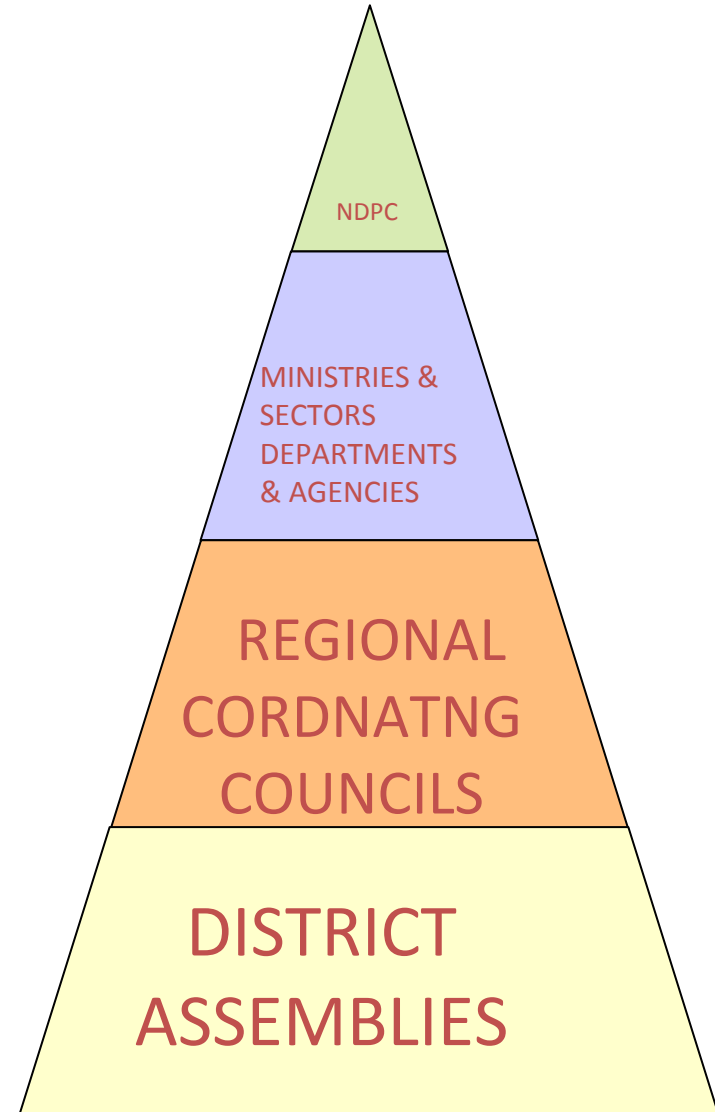 NDPC
MINISTRIES &
SECTORS
DEPARTMENTS
& AGENCIES
REGIONAL
CORDNATNG
COUNCILS
DISTRICT
ASSEMBLIES